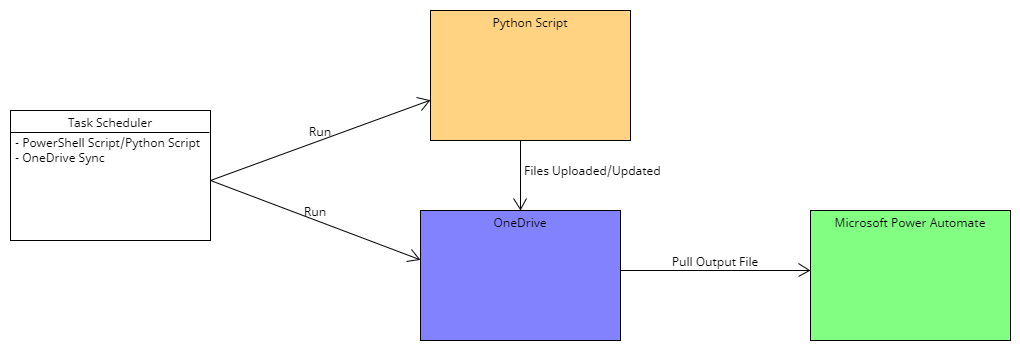 Python Script
Task Scheduler
- PowerShell Script/Python Script
- OneDrive Sync
Run
Files Uploaded/Updated
Run
OneDrive
Microsoft Power Automate
Pull Output File